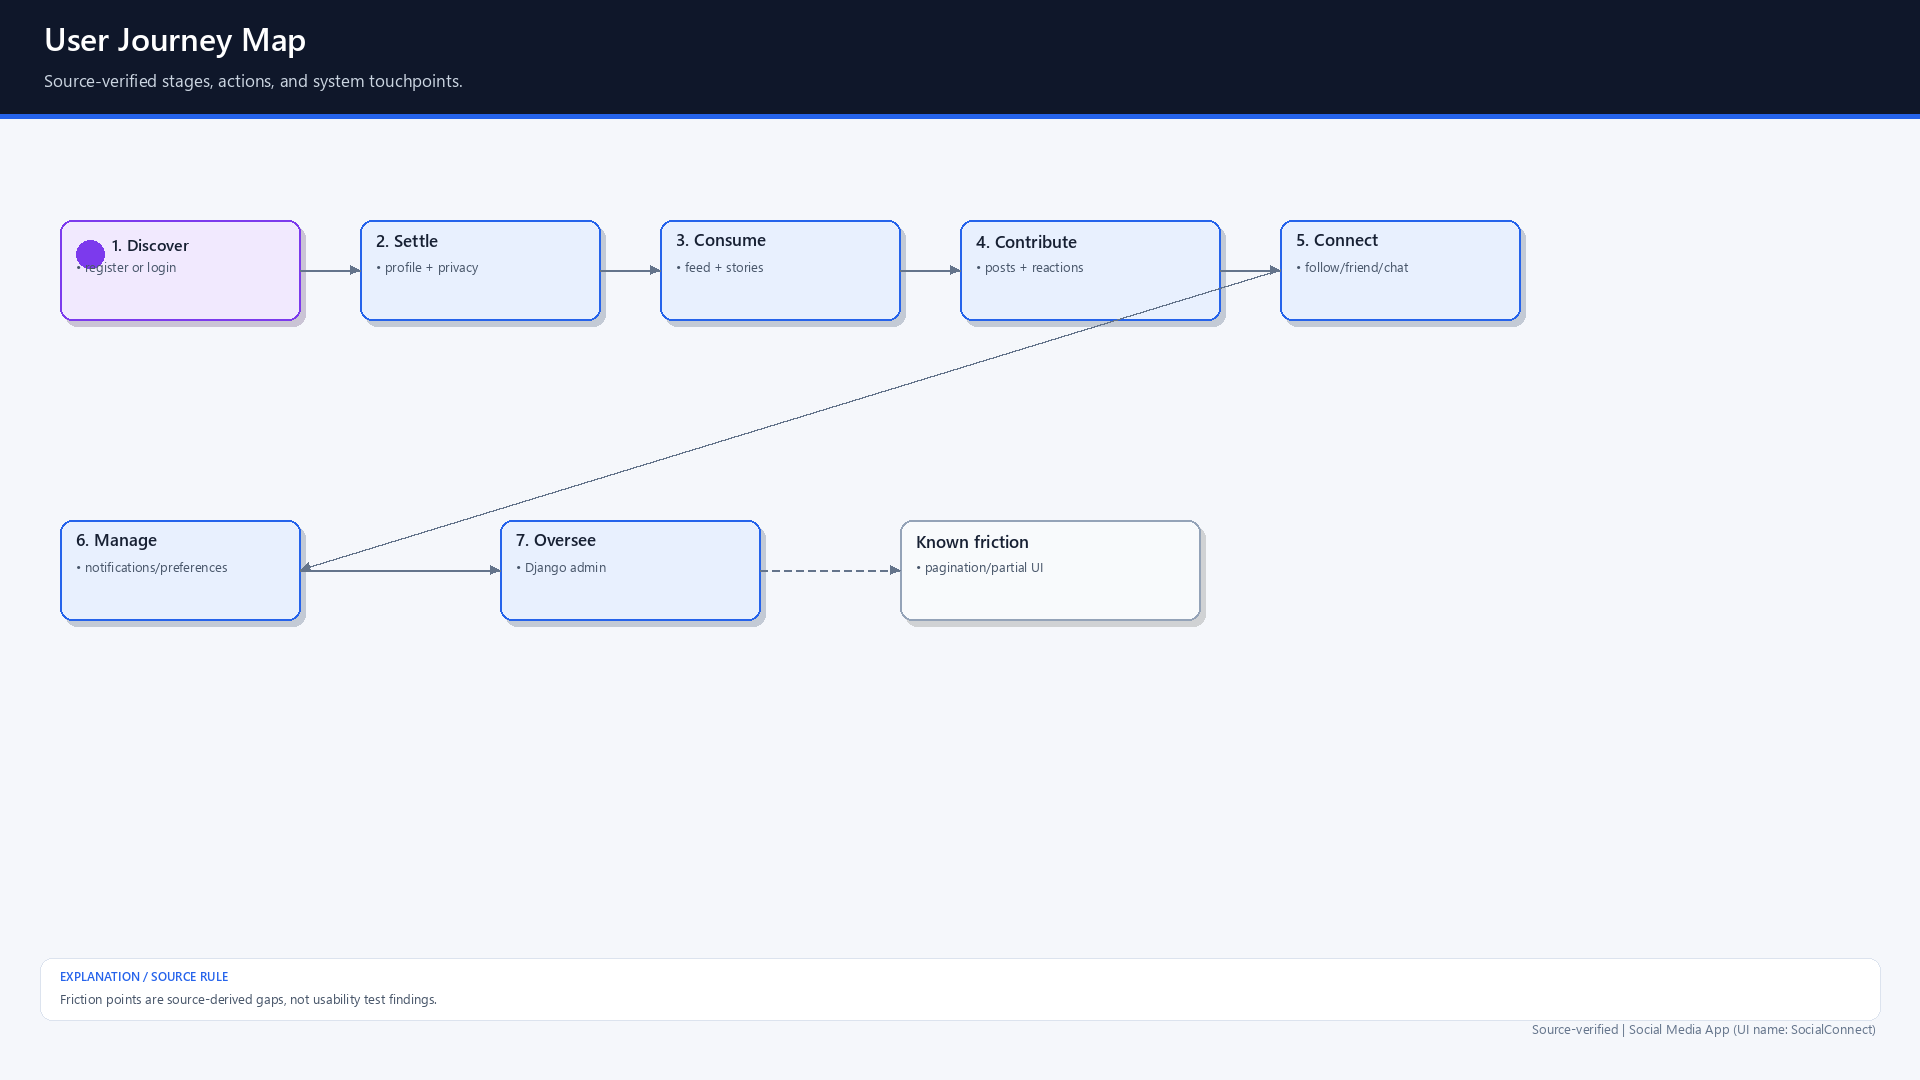 User Journey Map
Source-verified stages, actions, and system touchpoints.
1. Discover
• register or login
2. Settle
• profile + privacy
3. Consume
• feed + stories
4. Contribute
• posts + reactions
5. Connect
• follow/friend/chat
6. Manage
• notifications/preferences
7. Oversee
• Django admin
Known friction
• pagination/partial UI
EXPLANATION / SOURCE RULE
Friction points are source-derived gaps, not usability test findings.
Source-verified | Social Media App (UI name: SocialConnect)